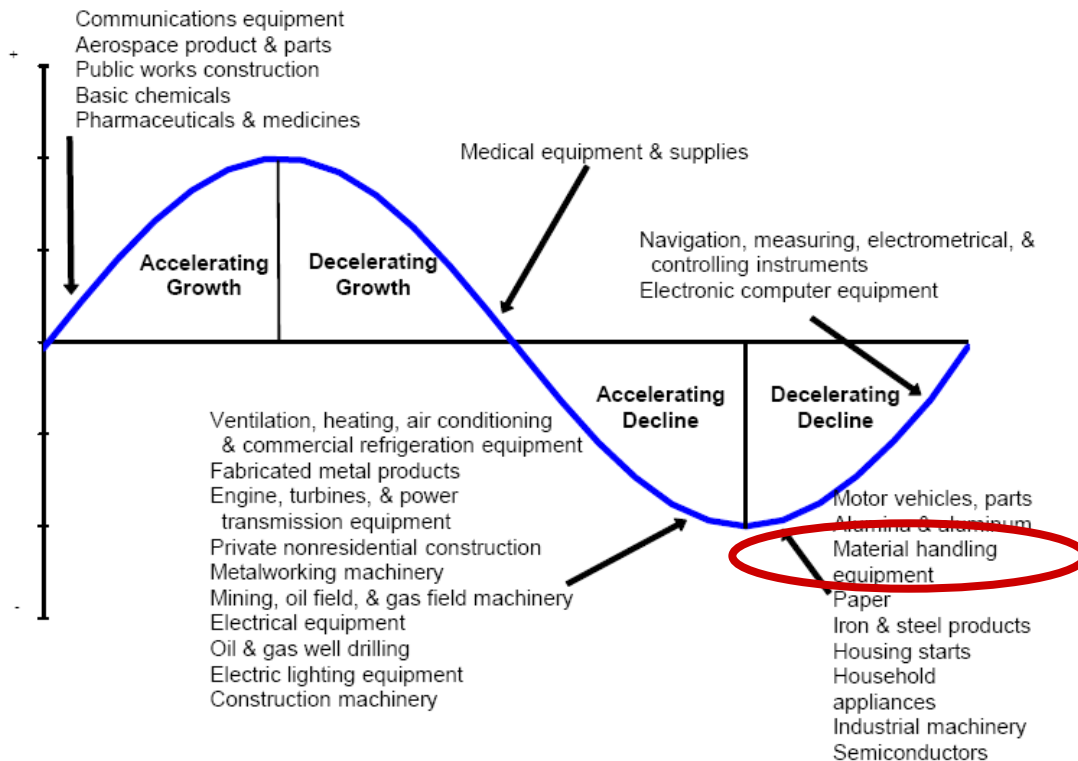 Communications equipment
Aerospace product & parts
Public works construction
Basic chemicals
Pharmaceuticals & medicines
+
Medical equipment & supplies
Navigation, measuring, electrometrical, &
controlling instruments
Electronic computer equipment
Accelerating
Growth
Decelerating
Growth
Accelerating
Decline
Decelerating
Decline
Ventilation, heating, air conditioning
& commercial refrigeration equipment
Fabricated metal products
Engine, turbines, & power
transmission equipment
Private nonresidential construction
Metalworking machinery
Mining, oil field, & gas field machinery
Electrical equipment
Oil & gas well drilling
Electric lighting equipment
Construction machinery
-
Motor vehicles, parts
Alumina & aluminum
Material handling
equipment
Paper
Iron & steel products
Housing starts
Household
appliances
Industrial machinery
Semiconductors